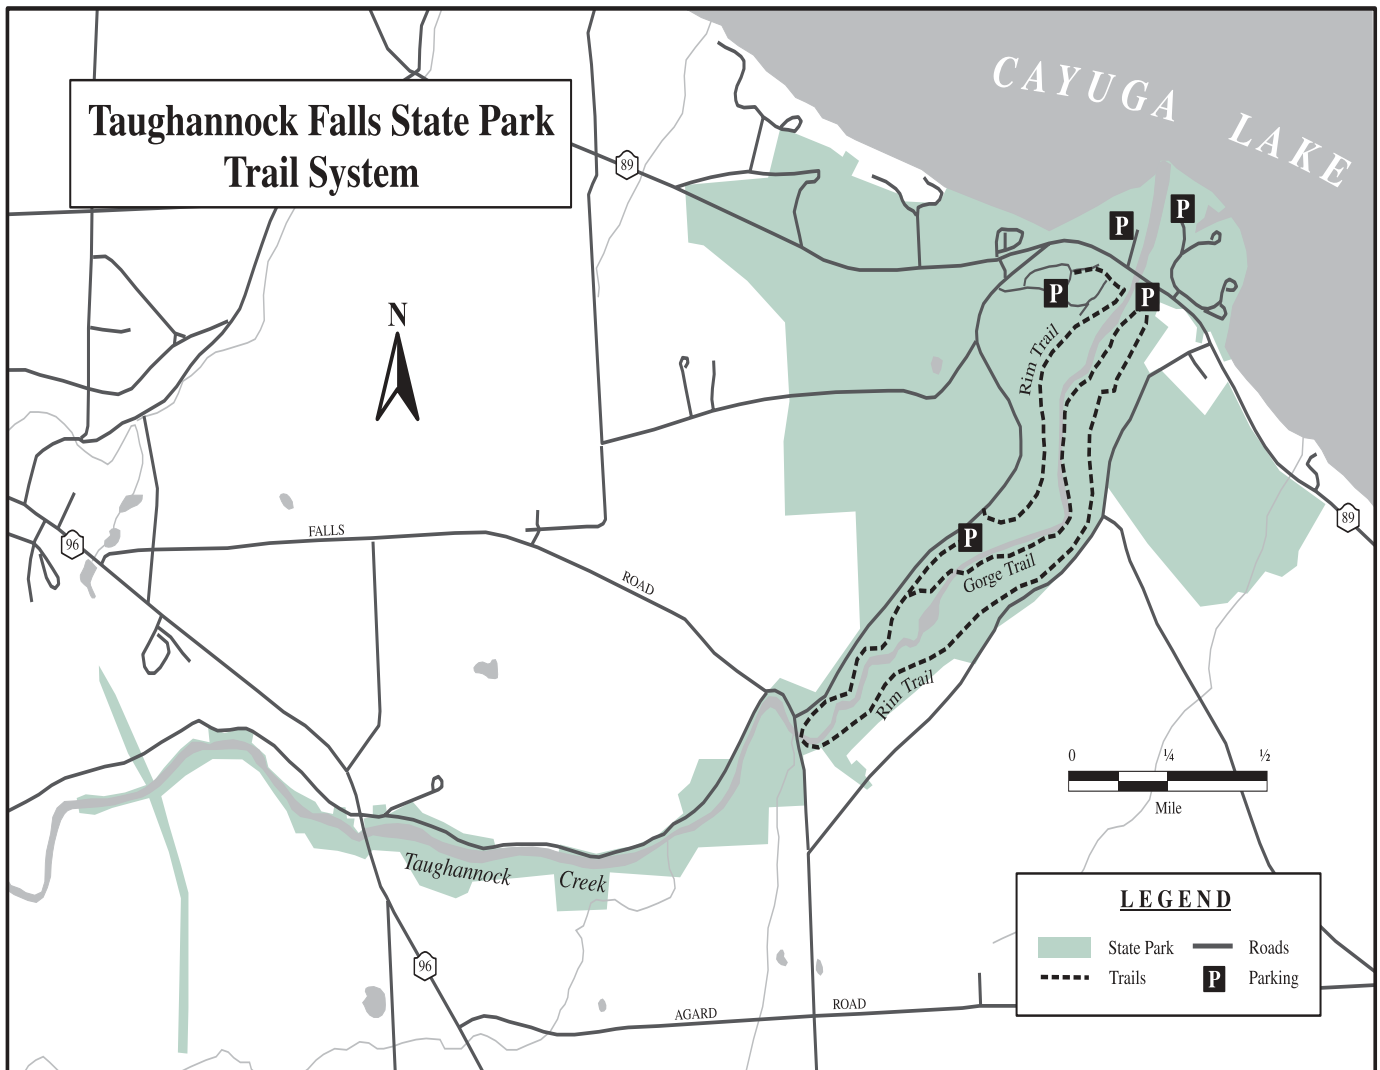 Taughannock Falls State Park
Trail System
CAYUGA LAKE
89
P
P
P
P
N
Rim Trail
96
FALLS
ROAD
P
Gorge Trail
89
Rim Trail
0 ¼ ½
Mile
Taughannock Creek
LEGEND
State Park
Roads
Trails
P
Parking
96
AGARD
ROAD